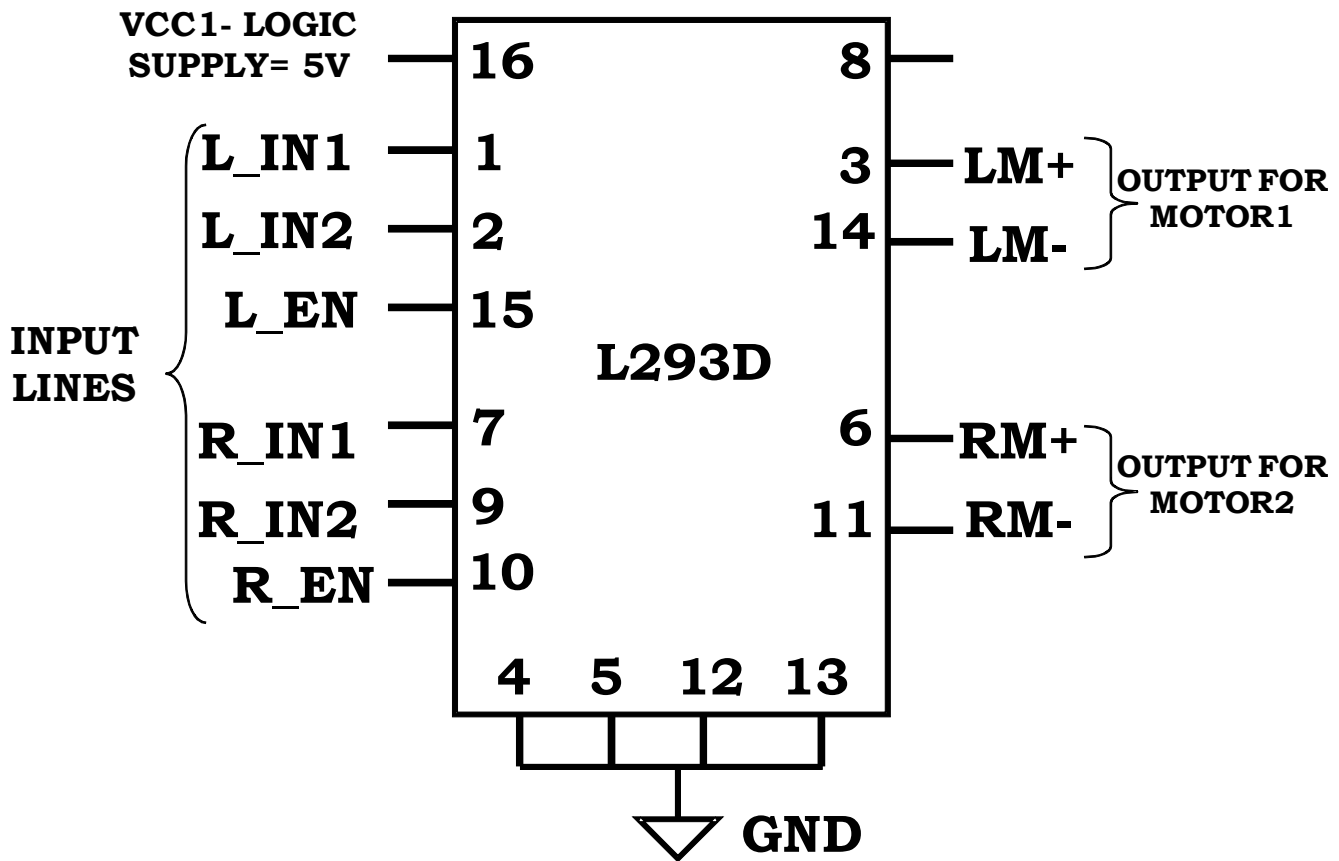 VCC1- LOGIC
SUPPLY= 5V
16
8
L_IN1
1
3
LM+
OUTPUT FOR
MOTOR1
L_IN2
2
14
LM-
L_EN
15
INPUT
LINES
L293D
R_IN1
7
6
RM+
OUTPUT FOR
MOTOR2
R_IN2
9
11
RM-
R_EN
10
4 5 12 13
GND